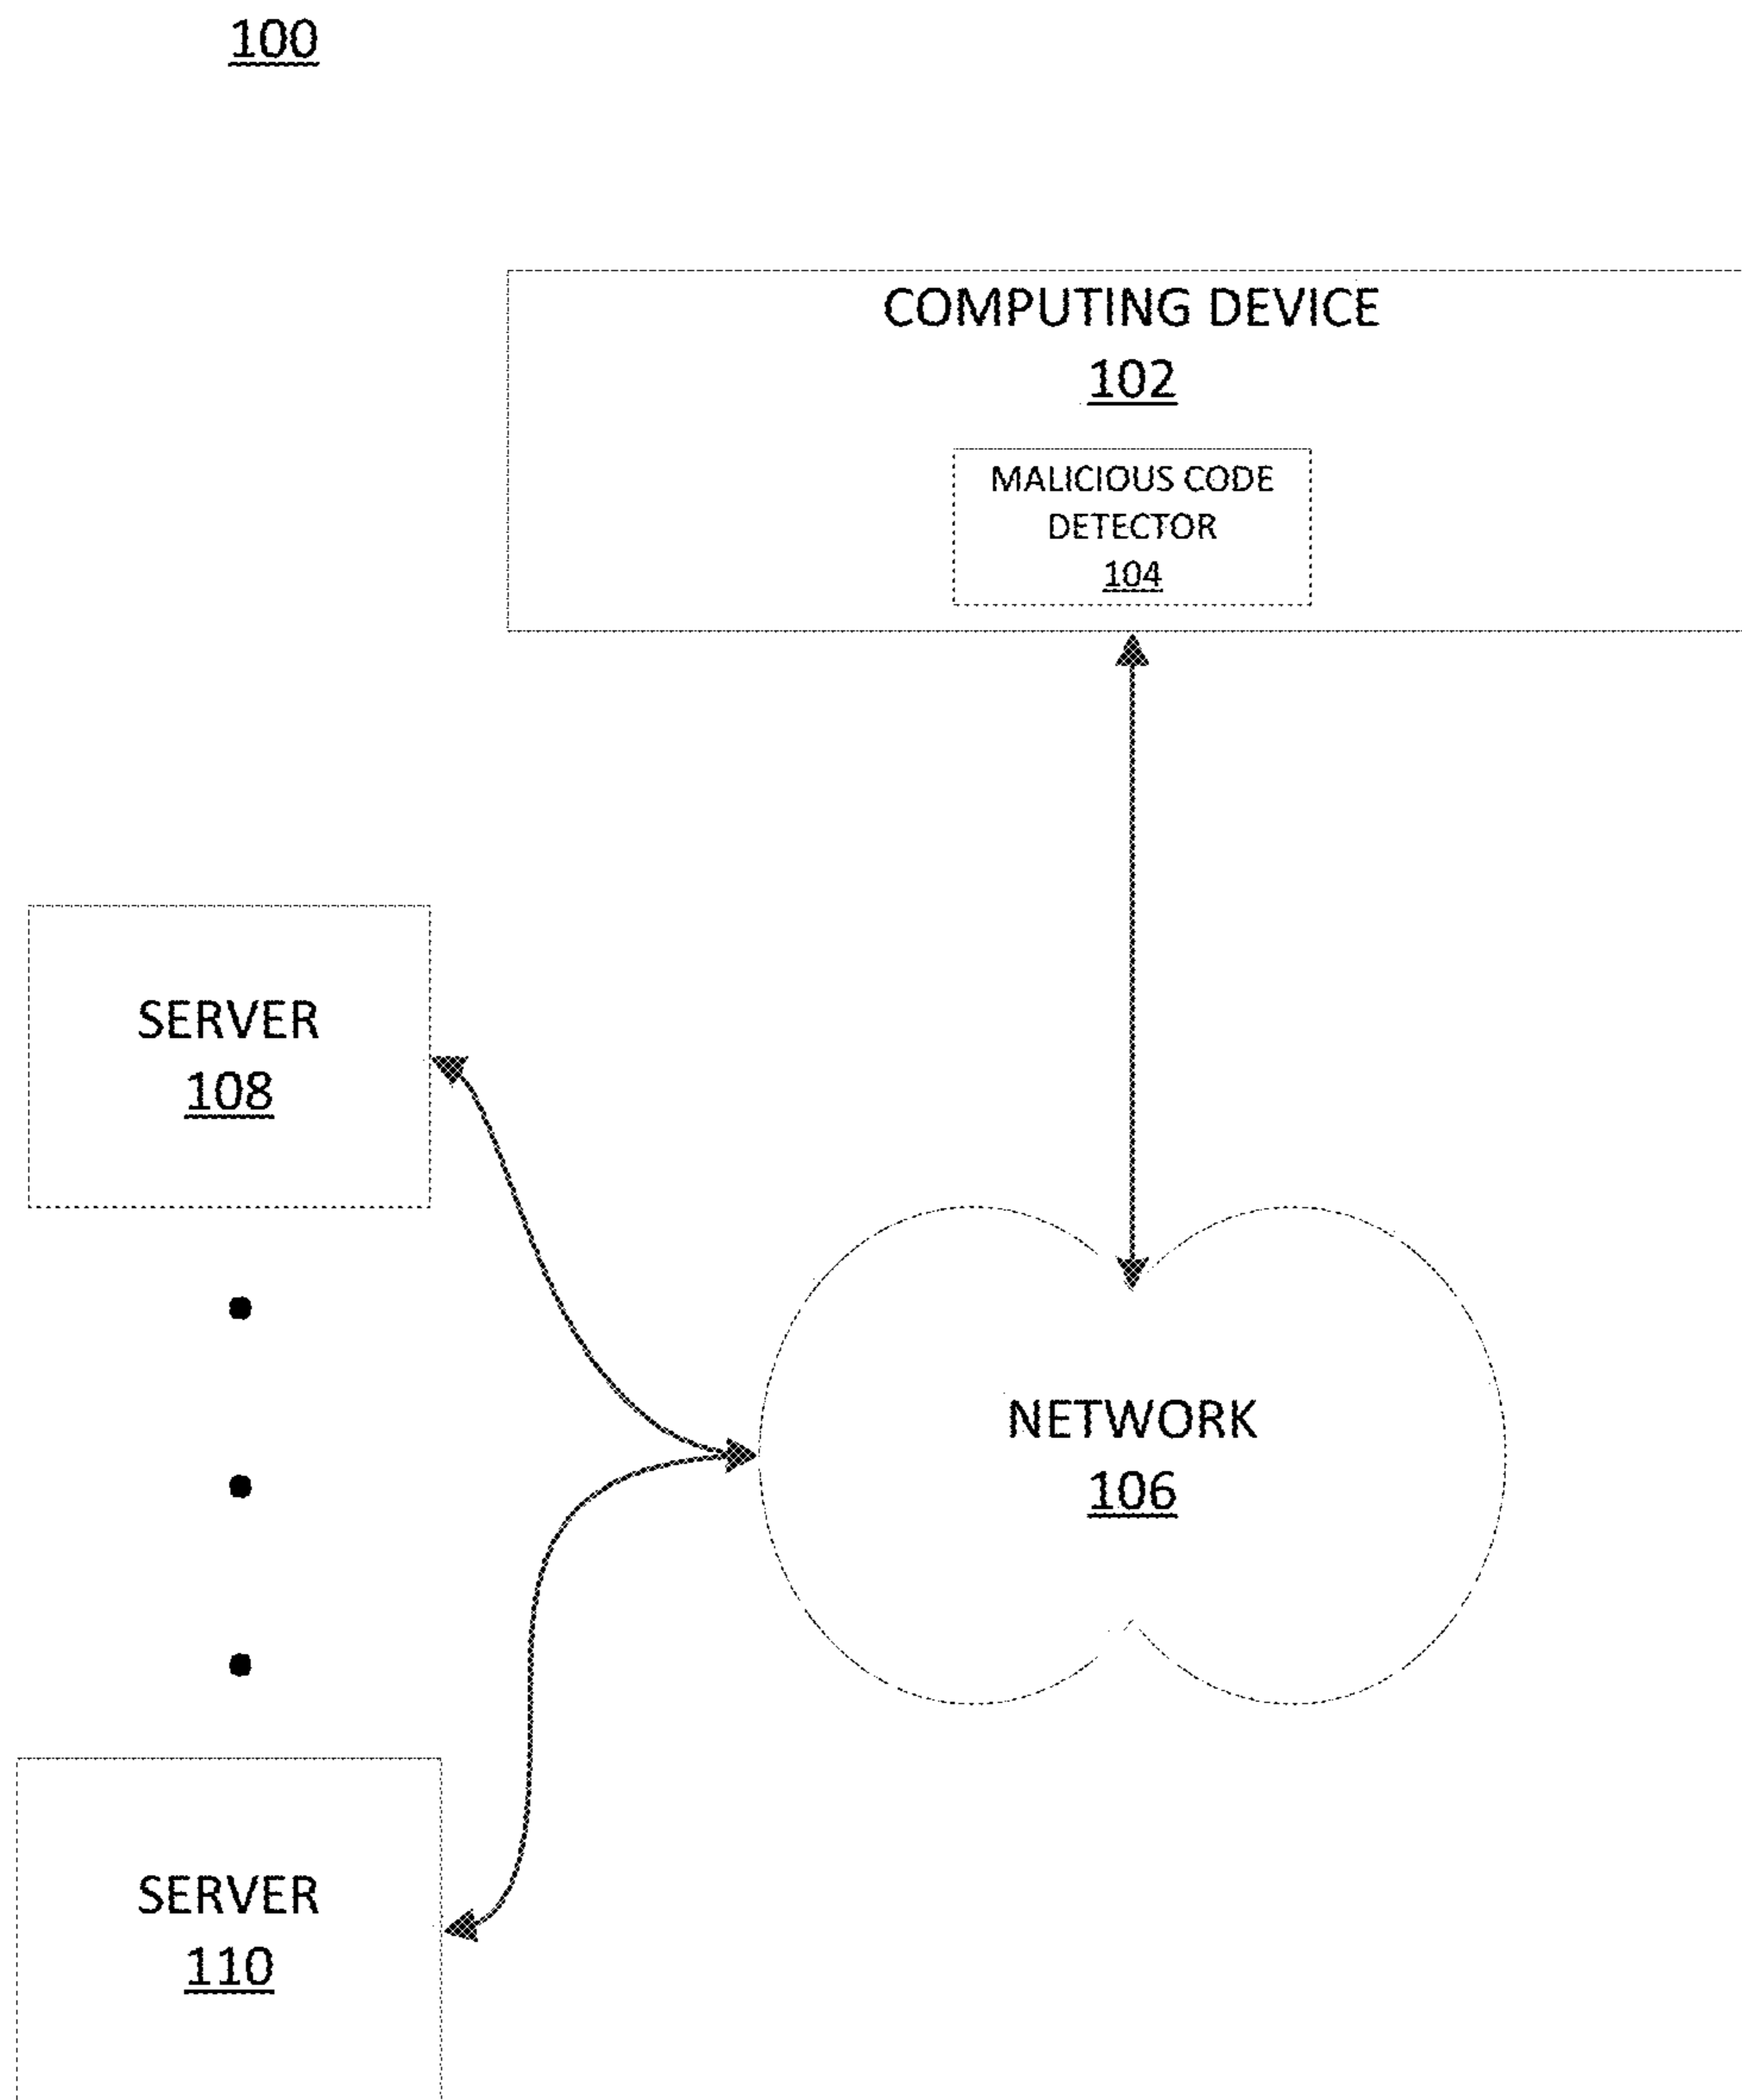 100
COMPUTING DEVICE
102
MALICIOUS CODE
DETECTOR
104
SERVER
108
NETWORK
106
SERVER
110